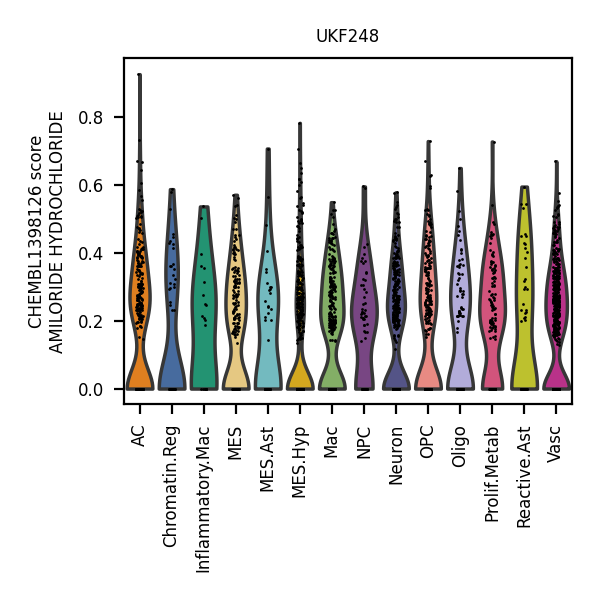 UKF248
CHEMBL1398126 score
AMILORIDE HYDROCHLORIDE
0.8
0.6
0.4
0.2
0.0
AC
Chromatin.Reg
Inflammatory.Mac
MES
MES.Ast
MES.Hyp
Mac
NPC
Neuron
OPC
Oligo
Prolif.Metab
Reactive.Ast
Vasc